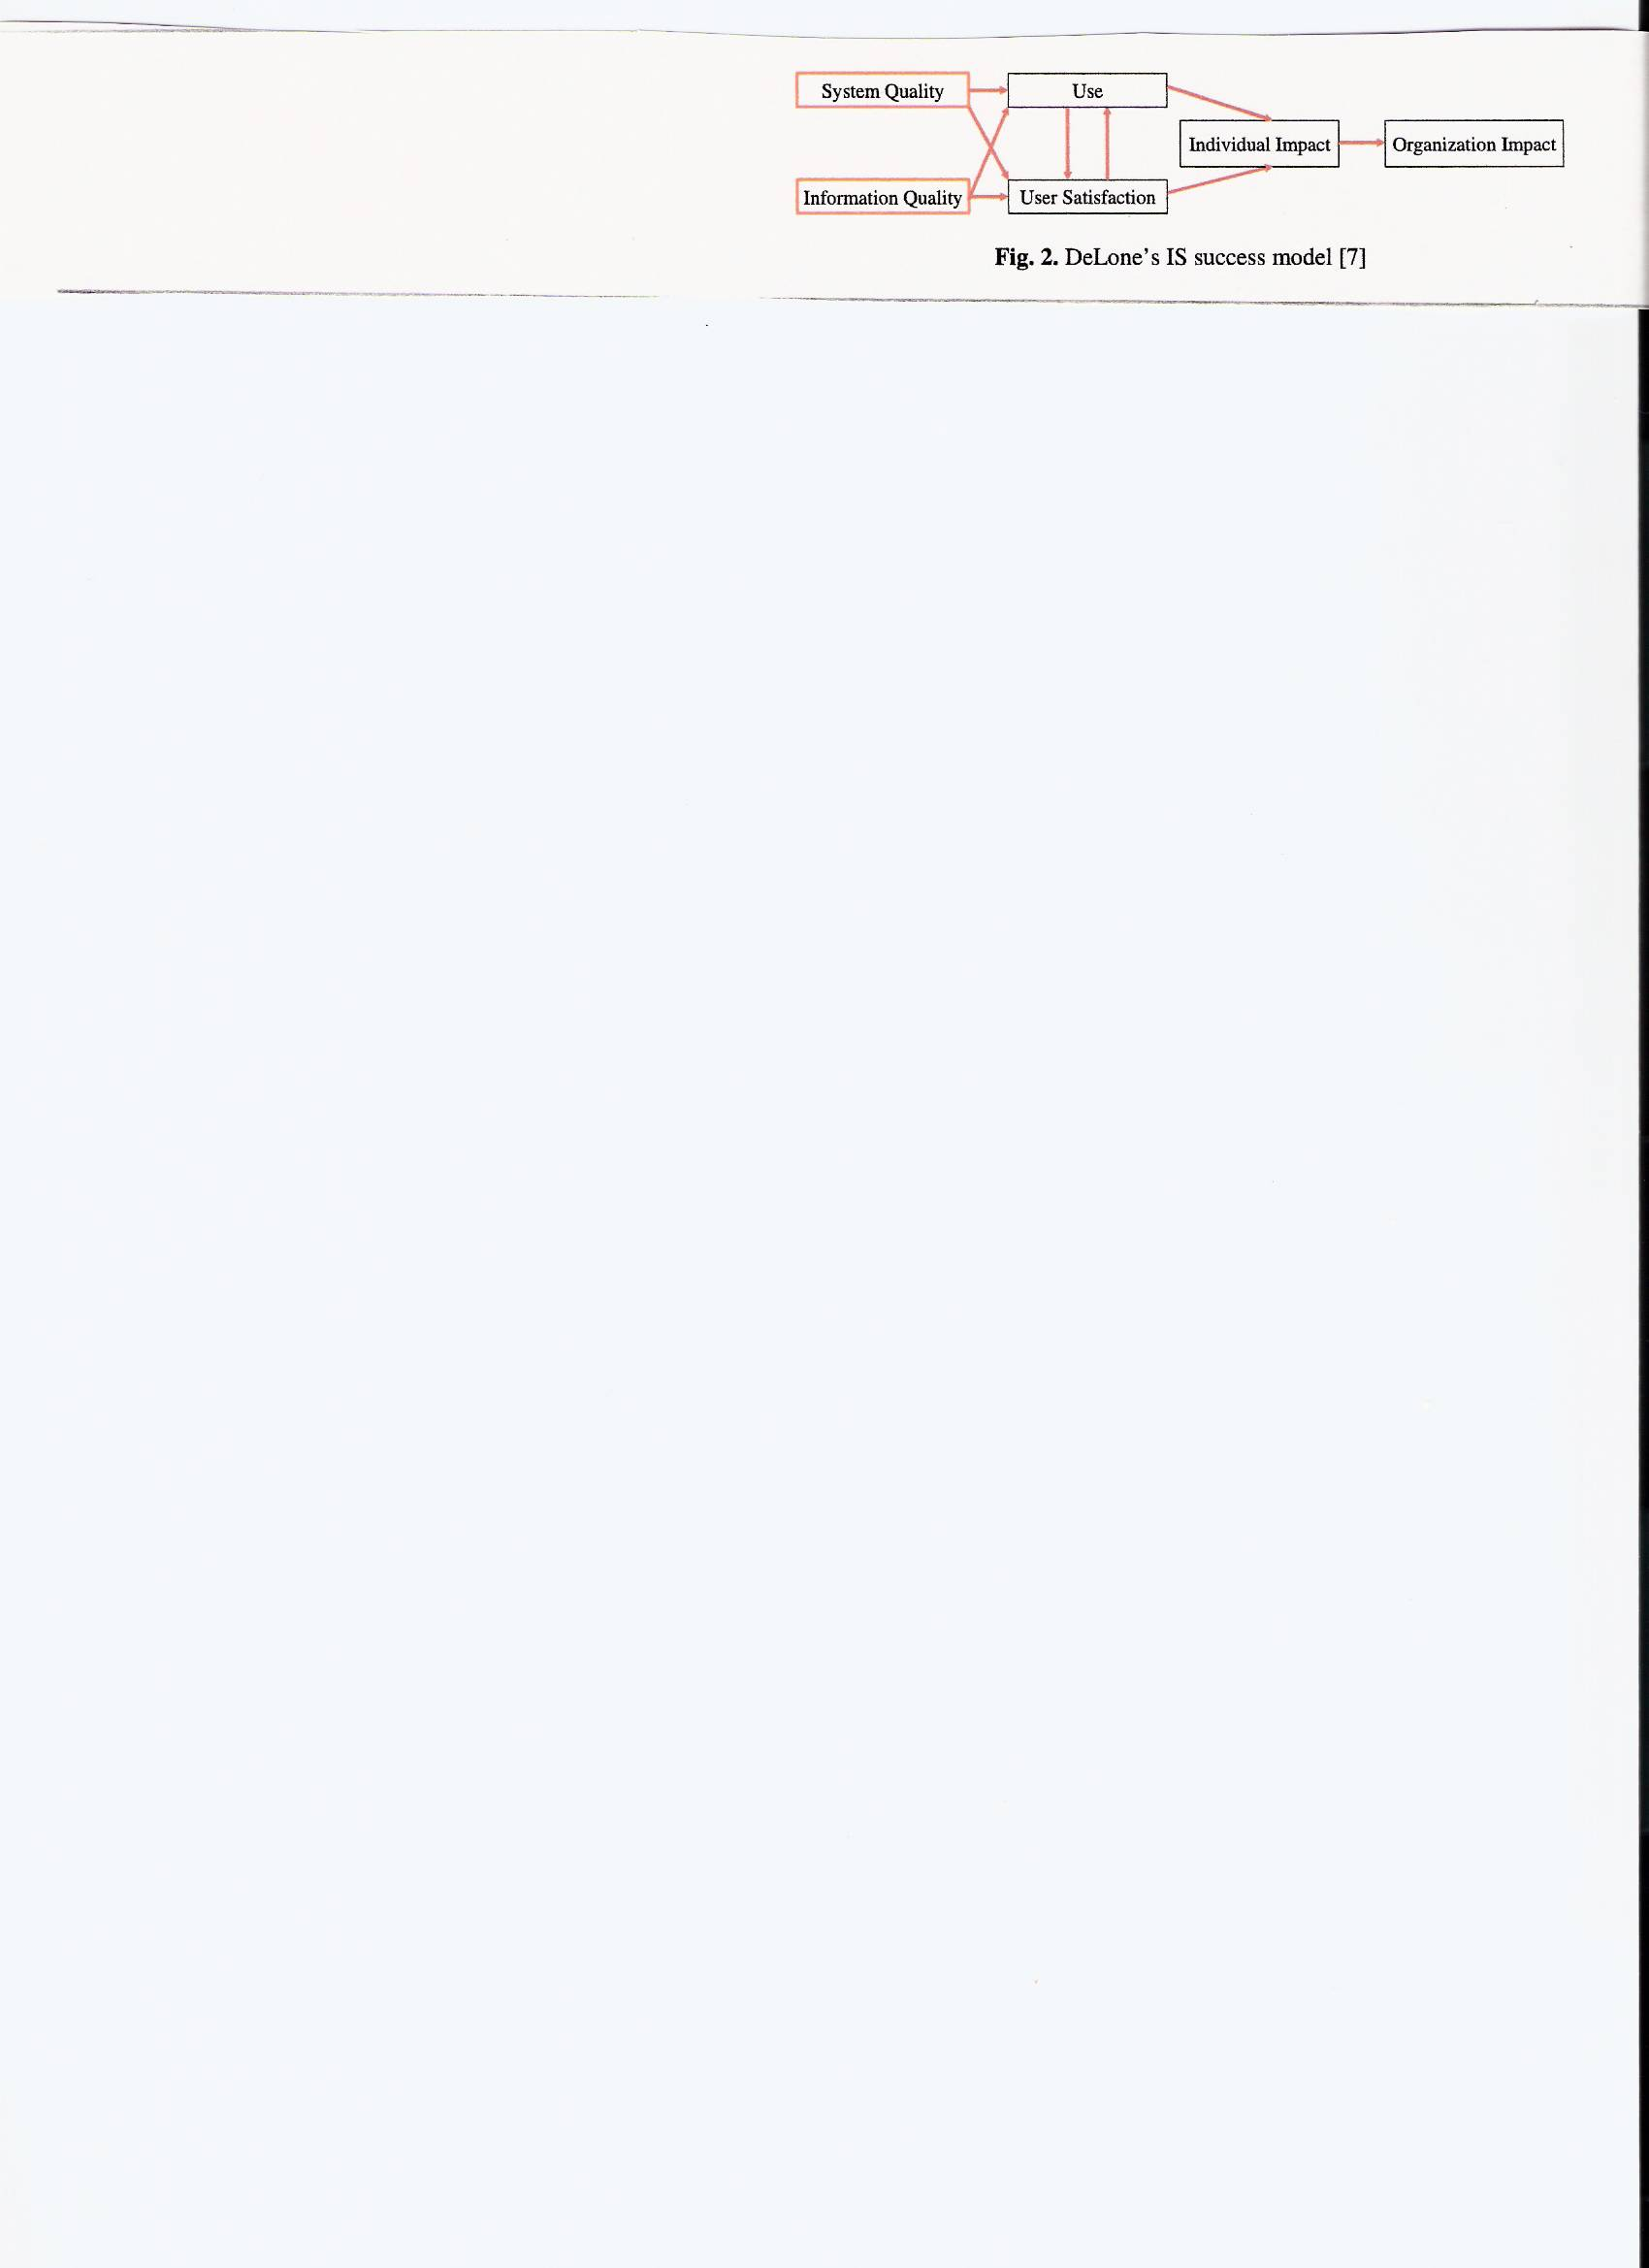 System Quality
Use
Individual Impact
Organization Impact
Information Quality
User Satisfaction
Fig. 2. DeLone's IS success model [7]